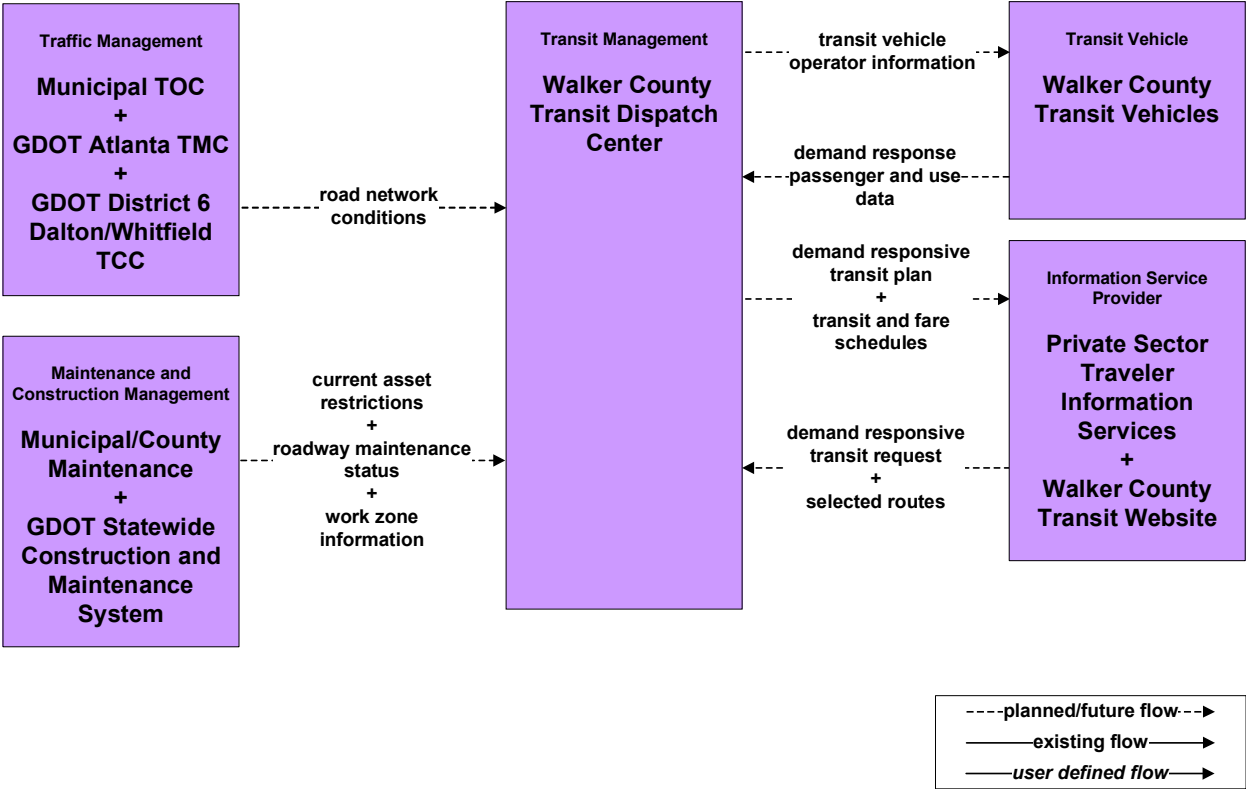 Traffic Management
Municipal TOC
+
GDOT Atlanta TMC
+
GDOT District 6
Dalton/Whitfield
TCC
road network
conditions
Maintenance and
Construction Management
Municipal/County
Maintenance
+
GDOT Statewide
Construction and
Maintenance
System
current asset
restrictions
+
roadway maintenance
status
+
work zone
information
Transit Management
Walker County
Transit Dispatch
Center
transit vehicle
operator information
demand response
passenger and use
data
demand responsive
transit plan
+
transit and fare
schedules
demand responsive
transit request
+
selected routes
Transit Vehicle
Walker County
Transit Vehicles
Information Service
Provider
Private Sector
Traveler
Information
Services
+
Walker County
Transit Website
planned/future flow
existing flow
user defined flow